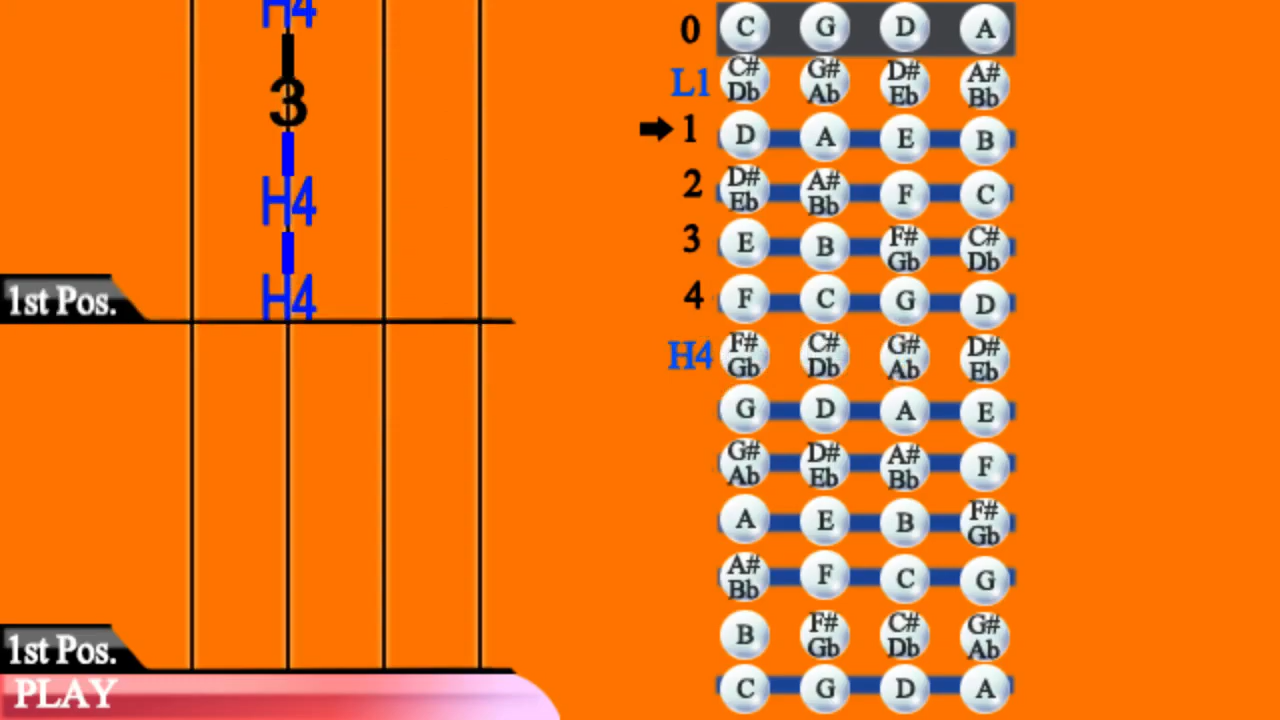 H4
3
H4
H4
1st Pos.
1st Pos.
PLAY
0 C G D A
L1 C# Db G# Ab D# Eb A# Bb
1 D A E B
2 D# Eb A# Bb F C
3 E B F# Gb C# Db
4 F C G D
H4 F# Gb C# Db G# Ab D# Eb
G D A E
G# Ab D# Eb A# Bb F
A E B F# Gb
A# Bb F C G
B F# Gb C# Db G# Ab
C G D A